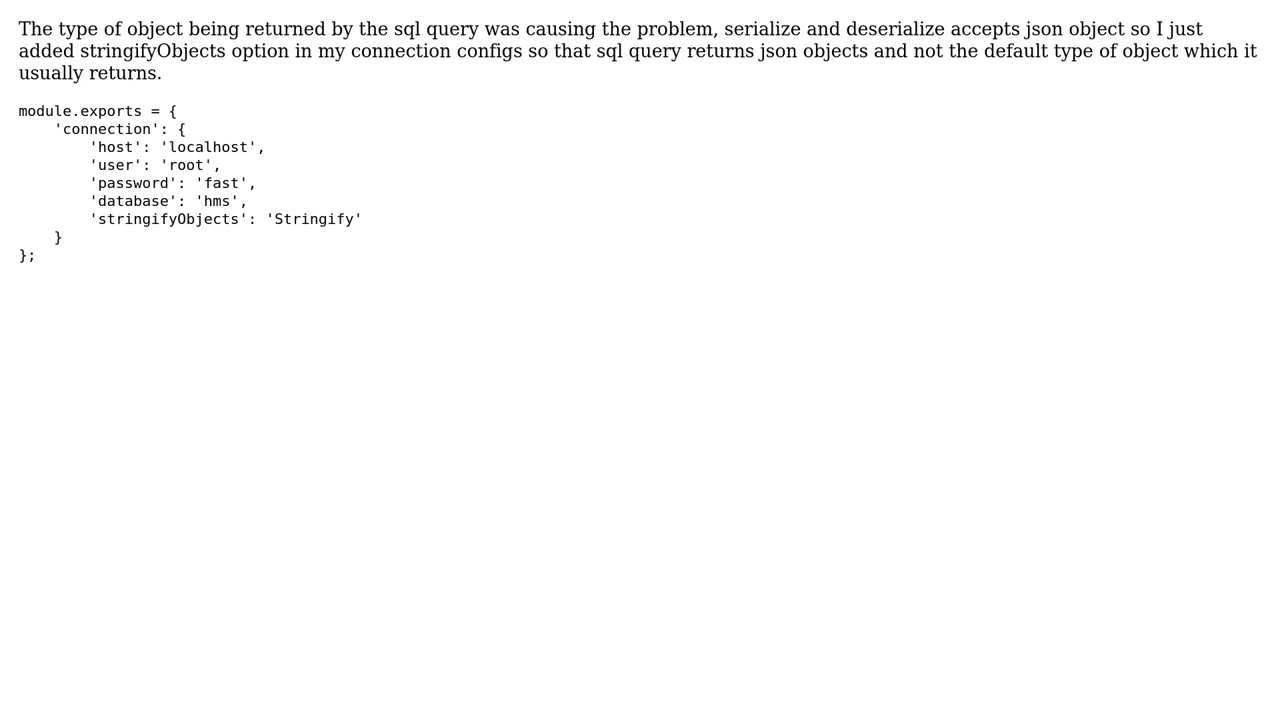 The type of object being returned by the sql query was causing the problem, serialize and deserialize accepts json object so I just
added stringifyObjects option in my connection configs so that sql query returns json objects and not the default type of object which it
usually returns.
module.exports = {
    'connection': {
        'host': 'localhost',
        'user': 'root',
        'password': 'fast',
        'database': 'hms',
        'stringifyObjects': 'Stringify'
    }
};